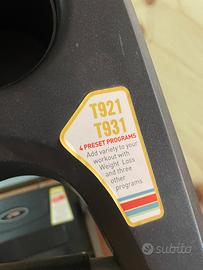 T921
T931
4 PRESET PROGRAMS
Add variety to your
workout with
Weight Loss
and three
other
programs
subito